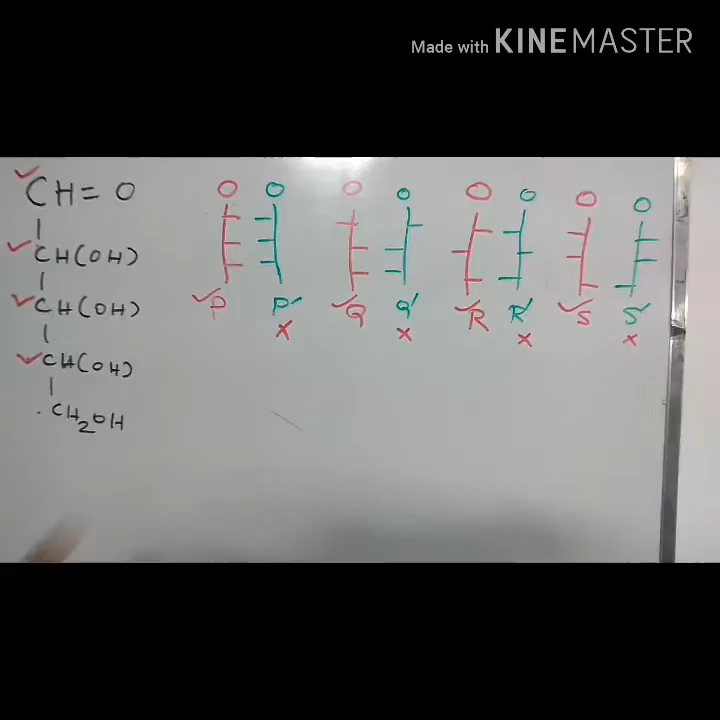 Made with KINEMASTER
CH=O
CH(OH)
CH(OH)
CH(OH)
CH2OH
O O O O O O O O
P P' Q Q' R R' S S'
x x x x